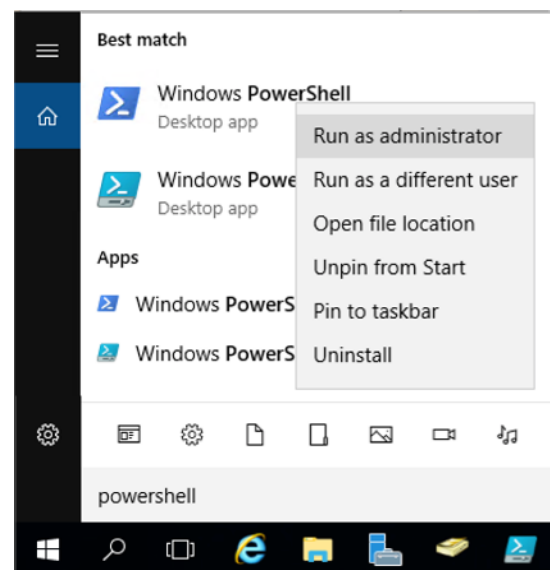 Best match
Windows PowerShell
Desktop app
Run as administrator
Windows Powe
Run as a different user
Desktop app
Open file location
Apps
Unpin from Start
Windows PowerS
Pin to taskbar
Windows PowerS
Uninstall
powershell